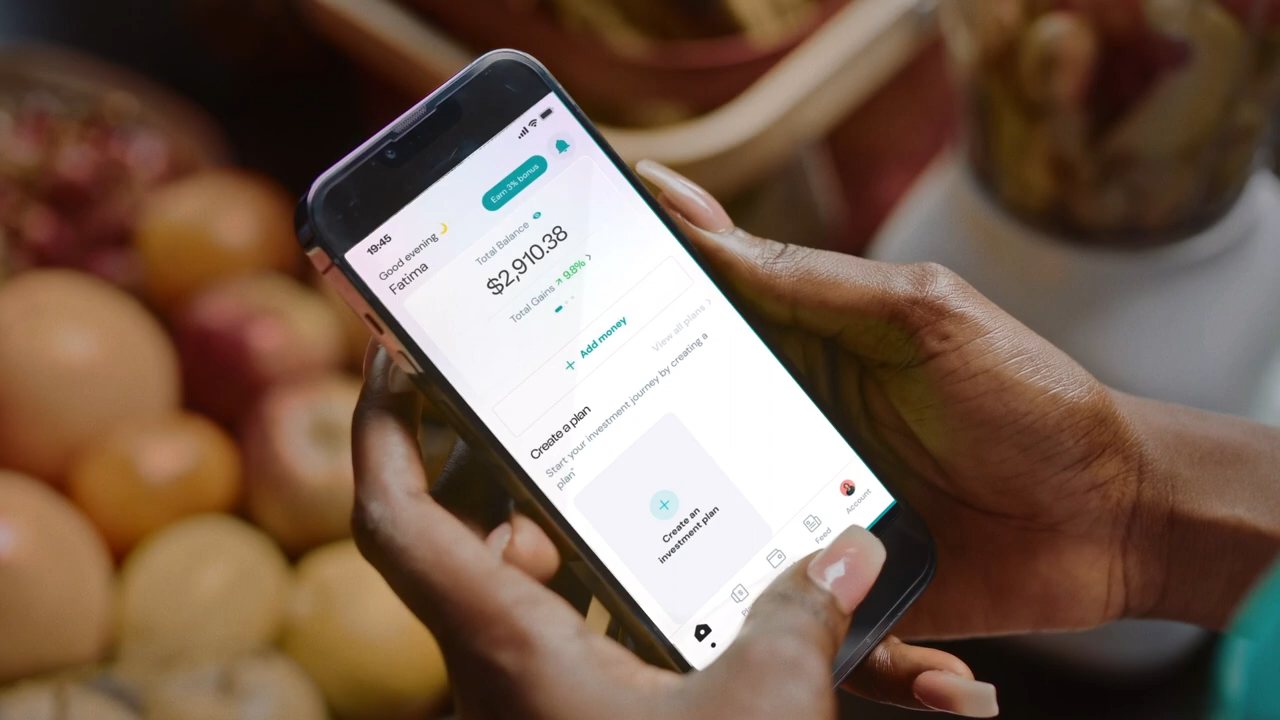 19:45
Earn 3% bonus
Good evening
Fatima
Total Balance
$2,910.38
Total Gains 9.8%
Add money
View all plans
Create a plan
Start your investment journey by creating a
plan
Create an
investment plan
Feed
Account